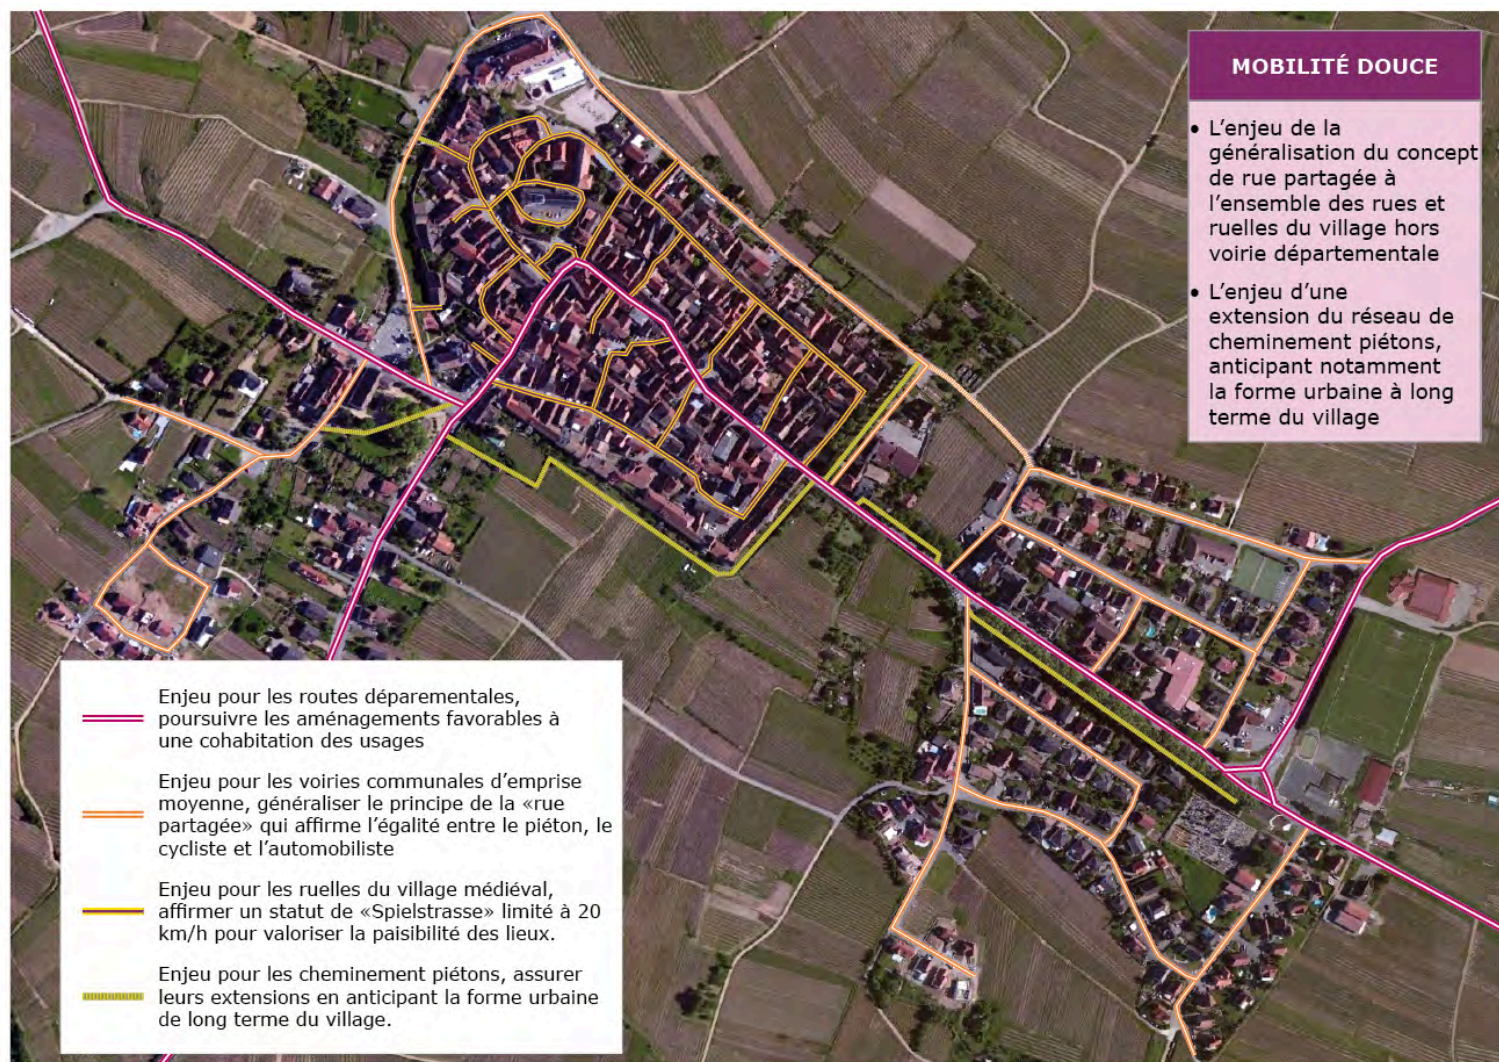 MOBILITÉ DOUCE
• L’enjeu de la
généralisation du concept
de rue partagée à
l’ensemble des rues et
ruelles du village hors
voirie départementale
• L’enjeu d’une
extension du réseau de
cheminement piétons,
anticipant notamment
la forme urbaine à long
terme du village
Enjeu pour les routes déparementales,
poursuivre les aménagements favorables à
une cohabitation des usages
Enjeu pour les voiries communales d’emprise
moyenne, généraliser le principe de la «rue
partagée» qui affirme l’égalité entre le piéton, le
cycliste et l’automobiliste
Enjeu pour les ruelles du village médiéval,
affirmer un statut de «Spielstrasse» limité à 20
km/h pour valoriser la paisibilité des lieux.
Enjeu pour les cheminement piétons, assurer
leurs extensions en anticipant la forme urbaine
de long terme du village.